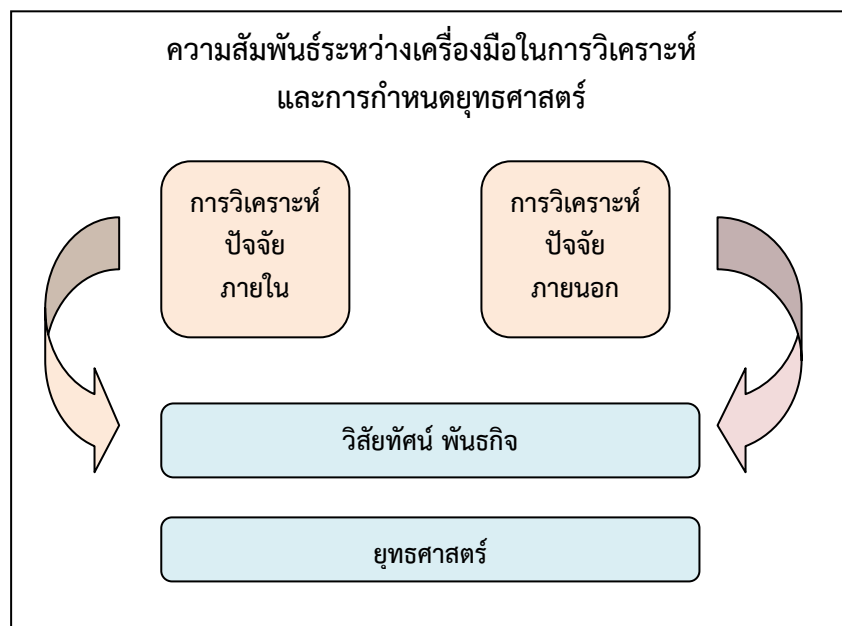 ความสัมพันธ์ระหว่างเครื่องมือในการวิเคราะห์
และการกำหนดยุทธศาสตร์
การวิเคราะห์
ปัจจัย
ภายใน
การวิเคราะห์
ปัจจัย
ภายนอก
วิสัยทัศน์ พันธกิจ
ยุทธศาสตร์